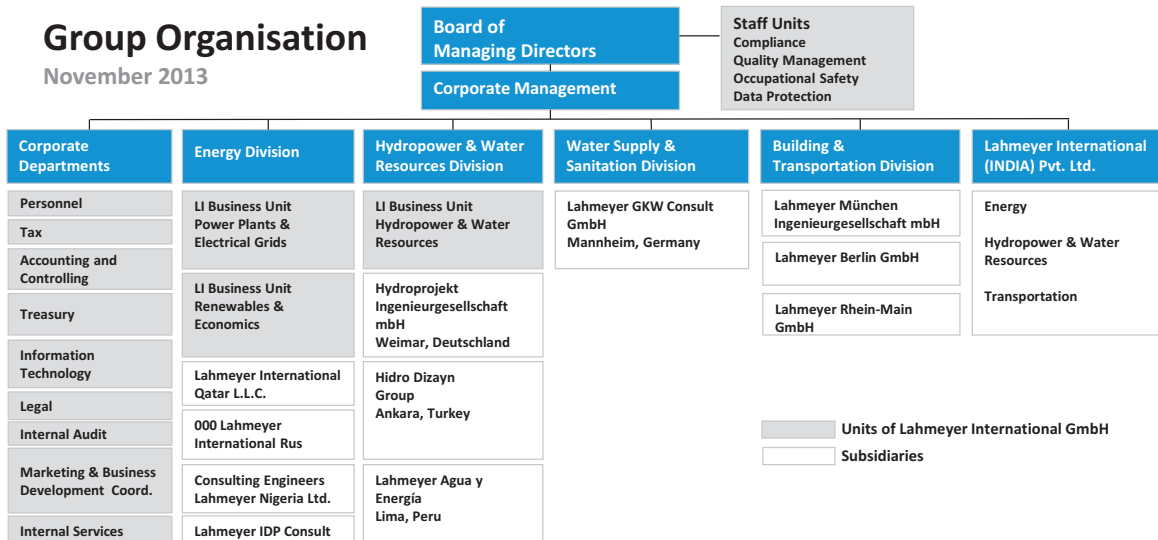 Group Organisation
November 2013
Board of
Managing Directors
Corporate Management
Staff Units
Compliance
Quality Management
Occupational Safety
Data Protection
Corporate
Departments
Personnel
Tax
Accounting and
Controlling
Treasury
Information
Technology
Legal
Internal Audit
Marketing & Business
Development Coord.
Internal Services
Energy Division
LI Business Unit
Power Plants &
Electrical Grids
LI Business Unit
Renewables &
Economics
Lahmeyer International
Qatar L.L.C.
000 Lahmeyer
International Rus
Consulting Engineers
Lahmeyer Nigeria Ltd.
Lahmeyer IDP Consult
Hydropower & Water
Resources Division
LI Business Unit
Hydropower & Water
Resources
Hydroprojekt
Ingenieurgesellschaft
mbH
Weimar, Deutschland
Hidro Dizayn
Group
Ankara, Turkey
Lahmeyer Agua y
Energía
Lima, Peru
Water Supply &
Sanitation Division
Lahmeyer GKW Consult
GmbH
Mannheim, Germany
Building &
Transportation Division
Lahmeyer München
Ingenieurgesellschaft mbH
Lahmeyer Berlin GmbH
Lahmeyer Rhein-Main
GmbH
Lahmeyer International
(INDIA) Pvt. Ltd.
Energy
Hydropower & Water
Resources
Transportation
Units of Lahmeyer International GmbH
Subsidiaries